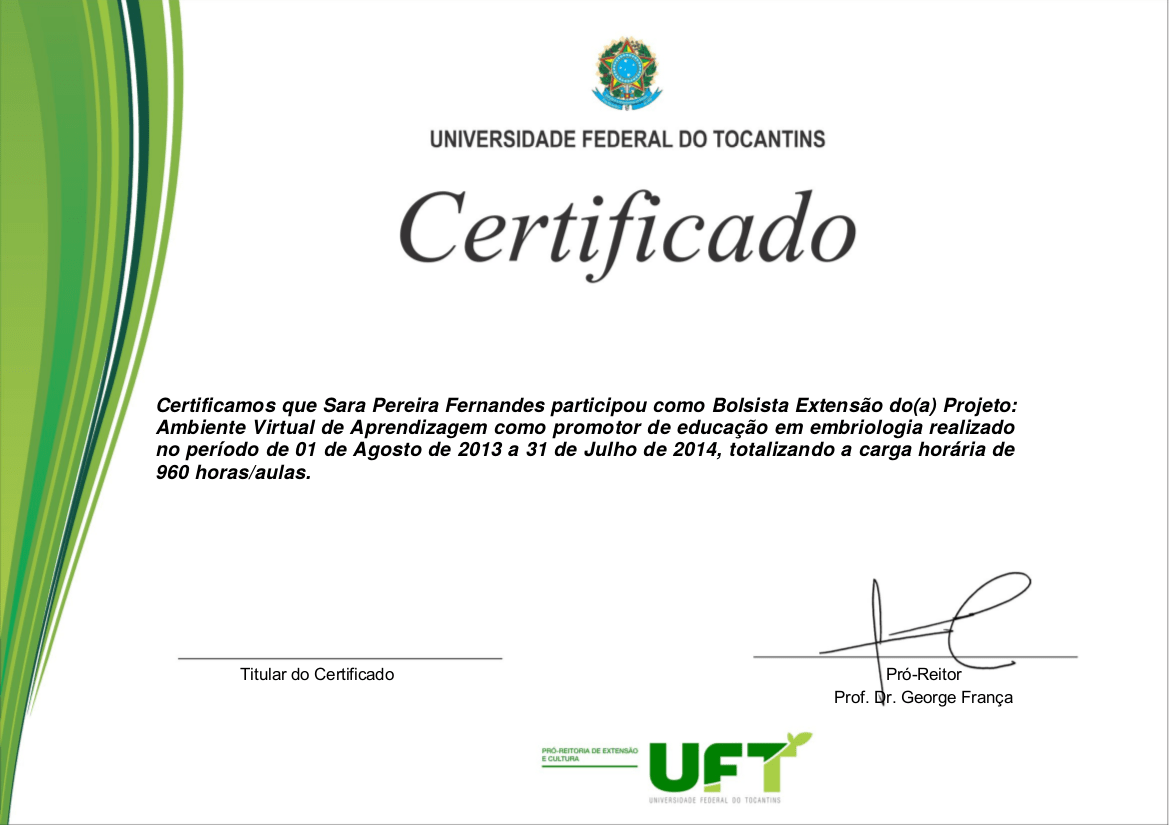 UNIVERSIDADE FEDERAL DO TOCANTINS
Certificado
Certificamos que Sara Pereira Fernandes participou como Bolsista Extensão do(a) Projeto:
Ambiente Virtual de Aprendizagem como promotor de educação em embriologia realizado
no período de 01 de Agosto de 2013 a 31 de Julho de 2014, totalizando a carga horária de
960 horas/aulas.
Titular do Certificado
Pró-Reitor
Prof. Dr. George França
PRÓ-REITORIA DE EXTENSÃO
E CULTURA
UFT
UNIVERSIDADE FEDERAL DO TOCANTINS